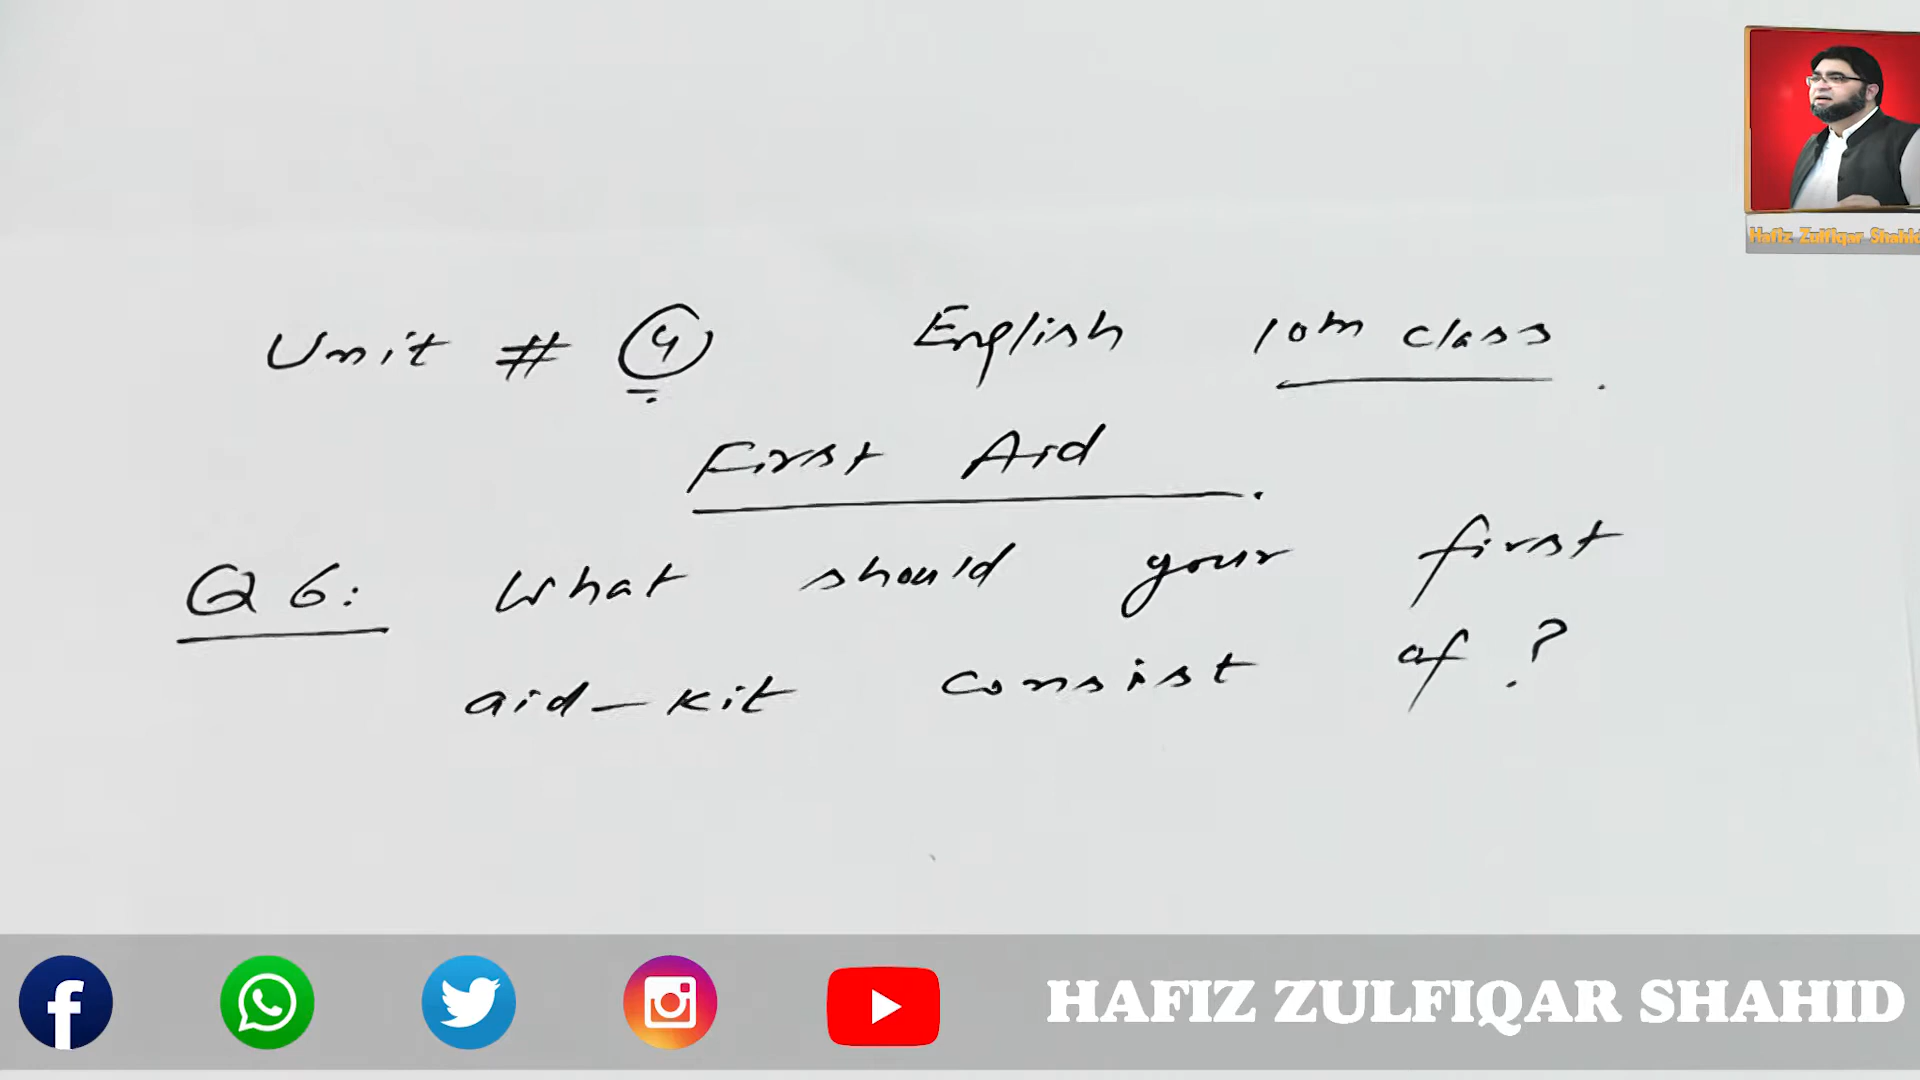 Hafiz Zulfiqar Shahid
Unit # 4 English 10th class.
First Aid.
Q 6: What should your first
aid-kit consist of?
HAFIZ ZULFIQAR SHAHID